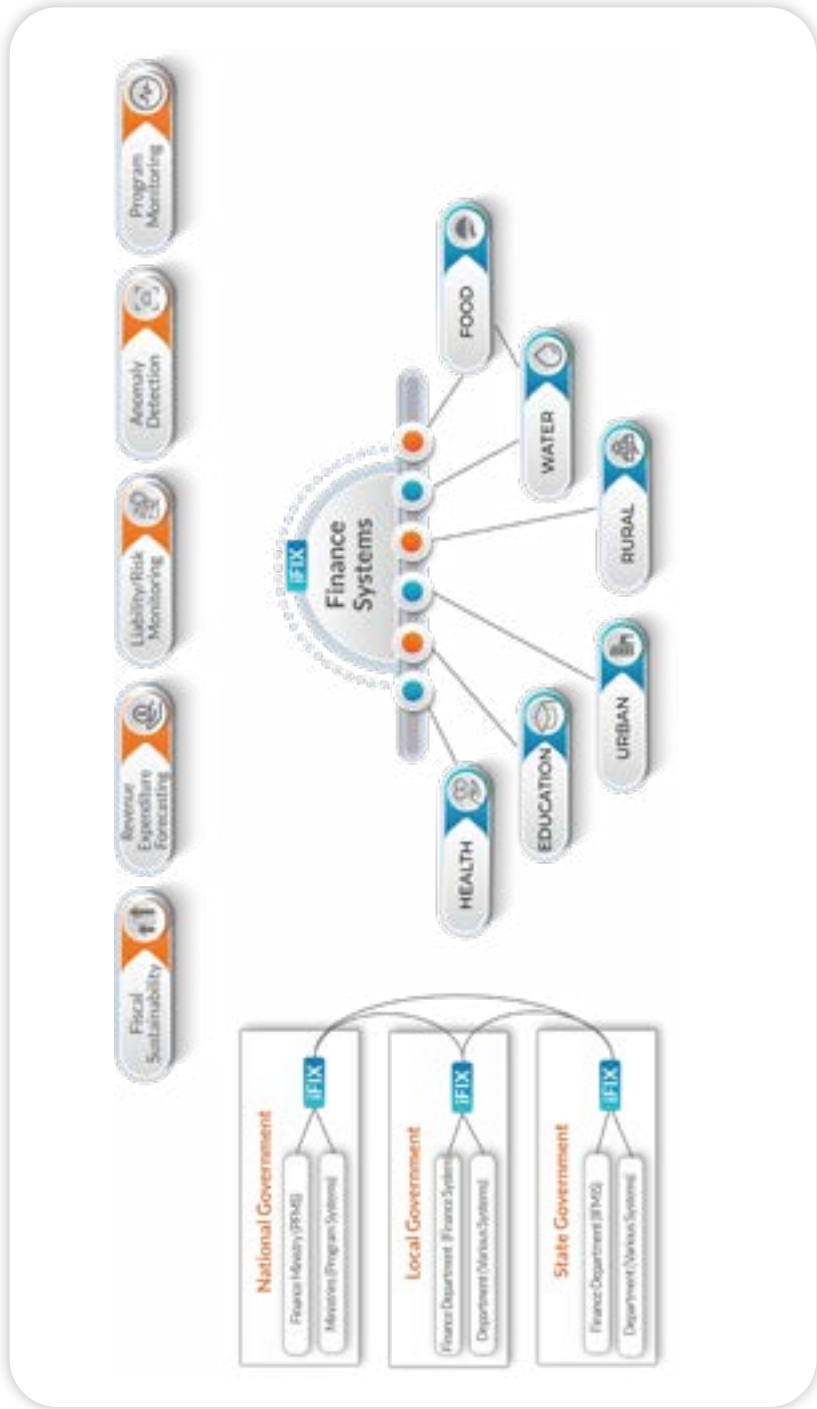 Fiscal
Sustainability
Revenue
Expenditure
Forecasting
Liability/Risk
Monitoring
Anomaly
Detection
Program
Monitoring
National Government
Finance Ministry [PFMS]
Ministries [Program Systems]
iFIX
Local Government
Finance Department [Finance System
Department [Various Systems]
iFIX
State Government
Finance Department [IFMS]
Department [Various Systems]
iFIX
iFIX
Finance
Systems
HEALTH
EDUCATION
URBAN
RURAL
WATER
FOOD